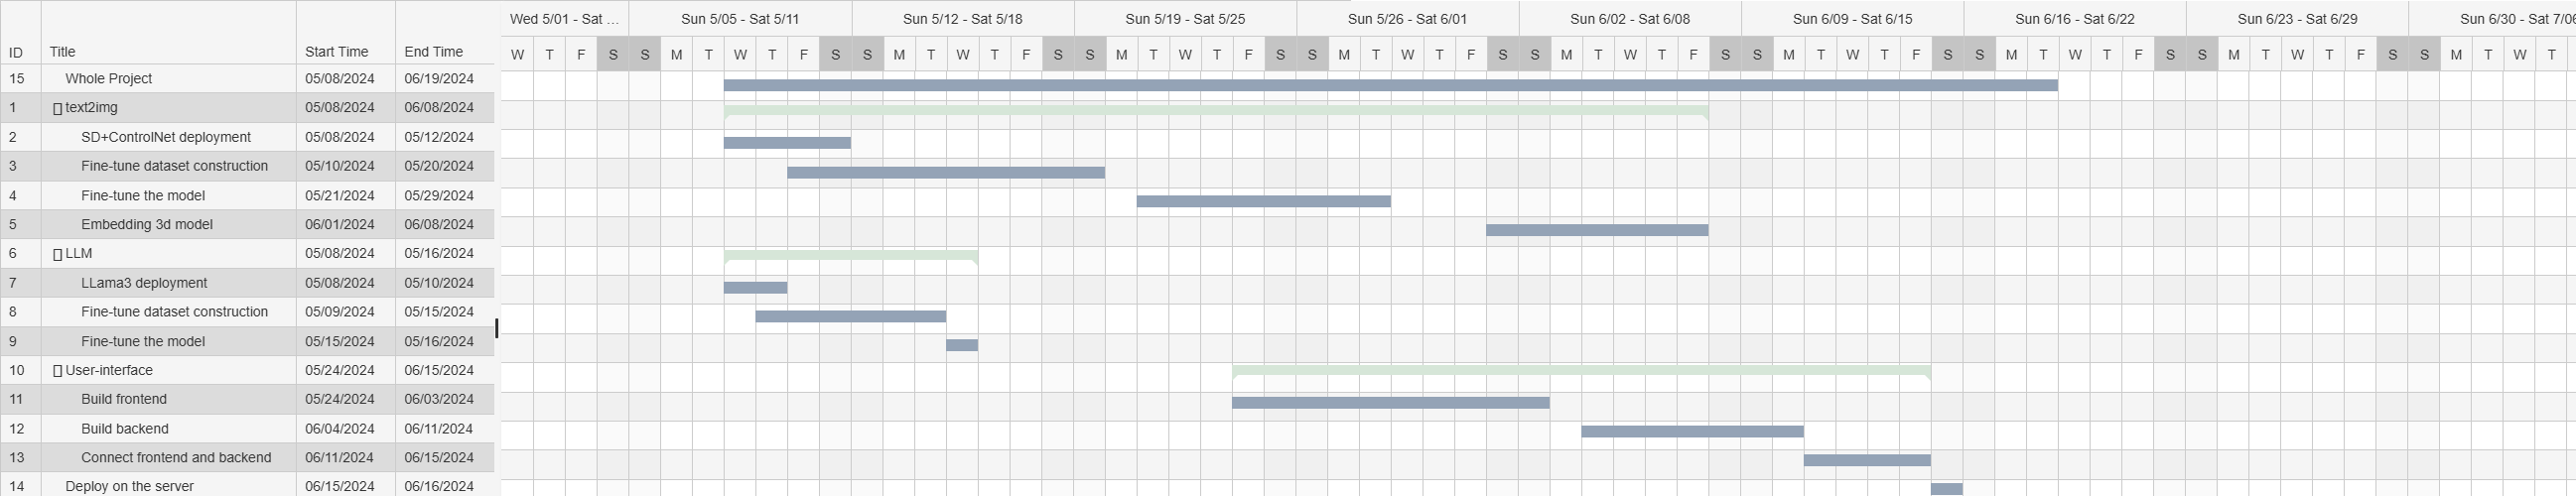 Wed 5/01 - Sat ... Sun 5/05 - Sat 5/11 Sun 5/12 - Sat 5/18 Sun 5/19 - Sat 5/25 Sun 5/26 - Sat 6/01 Sun 6/02 - Sat 6/08 Sun 6/09 - Sat 6/15 Sun 6/16 - Sat 6/22 Sun 6/23 - Sat 6/29 Sun 6/30 - Sat 7/06
ID Title Start Time End Time W T F S S M T W T F S S M T W T F S S M T W T F S S M T W T F S S M T W T F S S M T W T F S S M T W T F S S M T W T F S S M T W T
15 Whole Project 05/08/2024 06/19/2024
1 text2img 05/08/2024 06/08/2024
2 SD+ControlNet deployment 05/08/2024 05/12/2024
3 Fine-tune dataset construction 05/10/2024 05/20/2024
4 Fine-tune the model 05/21/2024 05/29/2024
5 Embedding 3d model 06/01/2024 06/08/2024
6 LLM 05/08/2024 05/16/2024
7 LLama3 deployment 05/08/2024 05/10/2024
8 Fine-tune dataset construction 05/09/2024 05/15/2024
9 Fine-tune the model 05/15/2024 05/16/2024
10 User-interface 05/24/2024 06/15/2024
11 Build frontend 05/24/2024 06/03/2024
12 Build backend 06/04/2024 06/11/2024
13 Connect frontend and backend 06/11/2024 06/15/2024
14 Deploy on the server 06/15/2024 06/16/2024